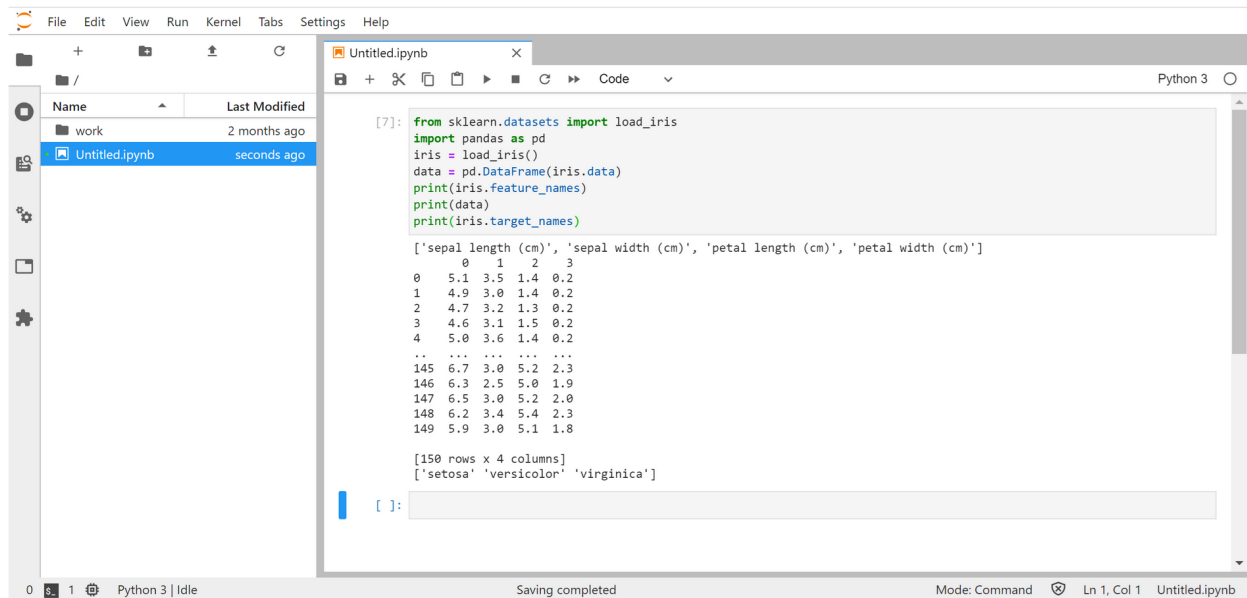 File Edit View Run Kernel Tabs Settings Help
/
Name Last Modified
work 2 months ago
Untitled.ipynb seconds ago
Untitled.ipynb
Code
Python 3
[7]: from sklearn.datasets import load_iris
import pandas as pd
iris = load_iris()
data = pd.DataFrame(iris.data)
print(iris.feature_names)
print(data)
print(iris.target_names)
['sepal length (cm)', 'sepal width (cm)', 'petal length (cm)', 'petal width (cm)']
0 1 2 3
0 5.1 3.5 1.4 0.2
1 4.9 3.0 1.4 0.2
2 4.7 3.2 1.3 0.2
3 4.6 3.1 1.5 0.2
4 5.0 3.6 1.4 0.2
.. ... ... ... ...
145 6.7 3.0 5.2 2.3
146 6.3 2.5 5.0 1.9
147 6.5 3.0 5.2 2.0
148 6.2 3.4 5.4 2.3
149 5.9 3.0 5.1 1.8
[150 rows x 4 columns]
['setosa' 'versicolor' 'virginica']
[ ]:
0 $_ 1 Python 3 | Idle Saving completed Mode: Command Ln 1, Col 1 Untitled.ipynb